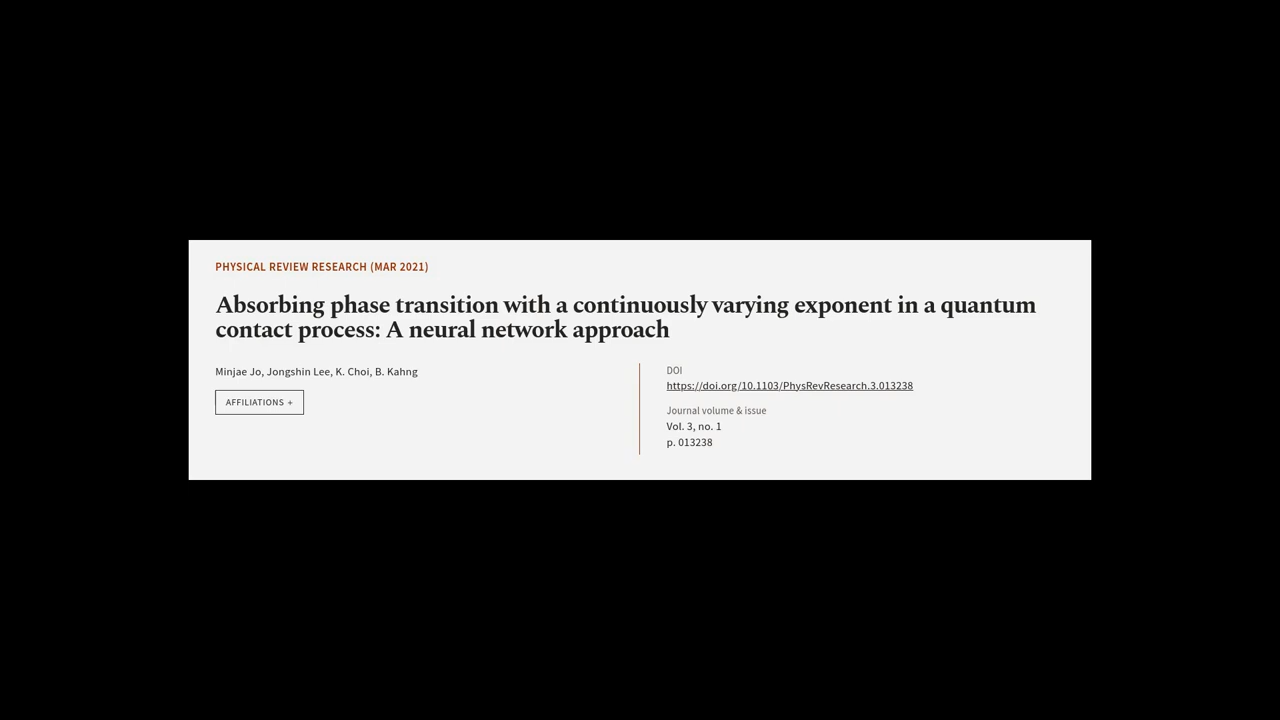 PHYSICAL REVIEW RESEARCH (MAR 2021)
Absorbing phase transition with a continuously varying exponent in a quantum
contact process: A neural network approach
Minjae Jo, Jongshin Lee, K. Choi, B. Kahng
AFFILIATIONS +
DOI
https://doi.org/10.1103/PhysRevResearch.3.013238
Journal volume & issue
Vol. 3, no. 1
p. 013238